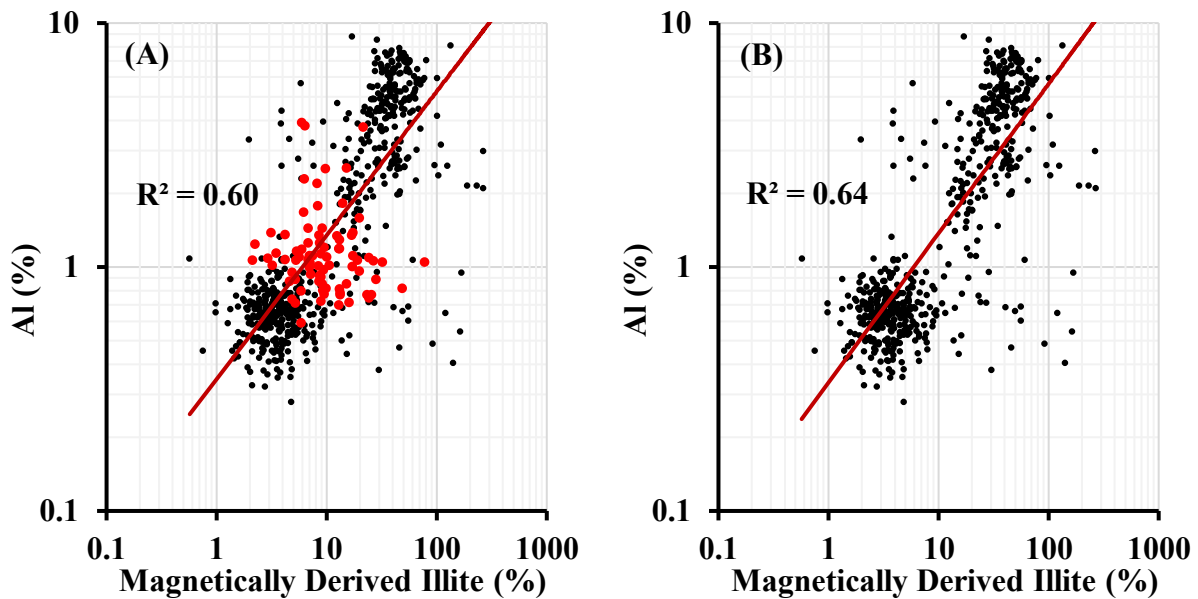 10
(A)
R² = 0.60
1
Al (%)
0.1
0.1 1 10 100 1000
Magnetically Derived Illite (%)
10
(B)
R² = 0.64
1
Al (%)
0.1
0.1 1 10 100 1000
Magnetically Derived Illite (%)